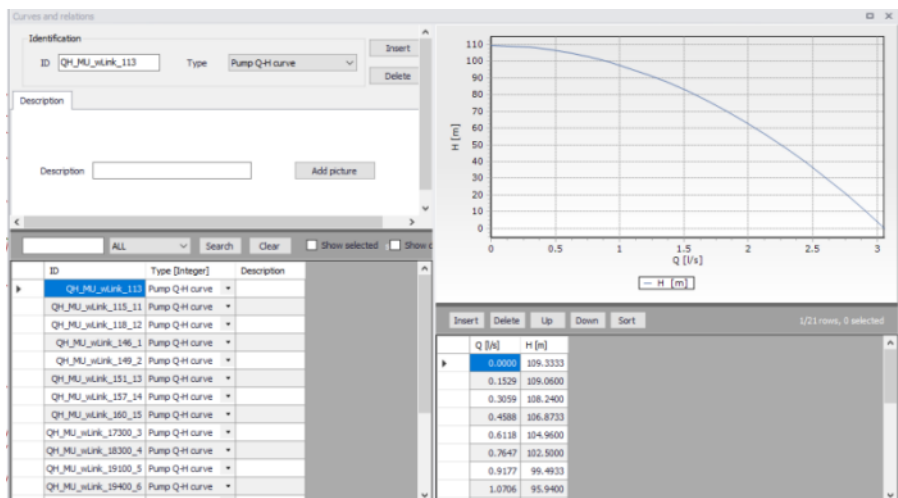 Curves and relations
Identification
ID QH_MU_wLink_113 Type Pump Q-H curve
Insert
Delete
Description
Description Add picture
ALL Search Clear Show selected
ID Type [Integer] Description
QH_MU_wLink_113 Pump Q-H curve
QH_MU_wLink_115_11 Pump Q-H curve
QH_MU_wLink_118_12 Pump Q-H curve
QH_MU_wLink_146_1 Pump Q-H curve
QH_MU_wLink_149_2 Pump Q-H curve
QH_MU_wLink_151_13 Pump Q-H curve
QH_MU_wLink_157_14 Pump Q-H curve
QH_MU_wLink_160_15 Pump Q-H curve
QH_MU_wLink_17300_3 Pump Q-H curve
QH_MU_wLink_18300_4 Pump Q-H curve
QH_MU_wLink_19100_5 Pump Q-H curve
QH_MU_wLink_19400_6 Pump Q-H curve
110
100
90
80
70
60
50
40
30
20
10
0
H [m]
0 0.5 1 1.5 2 2.5 3
Q [l/s]
H [m]
Insert Delete Up Down Sort 1/21 rows, 0 selected
Q [l/s] H [m]
0.0000 109.3333
0.1529 109.0600
0.3059 108.2400
0.4588 106.8733
0.6118 104.9600
0.7647 102.5000
0.9177 99.4933
1.0706 95.9400